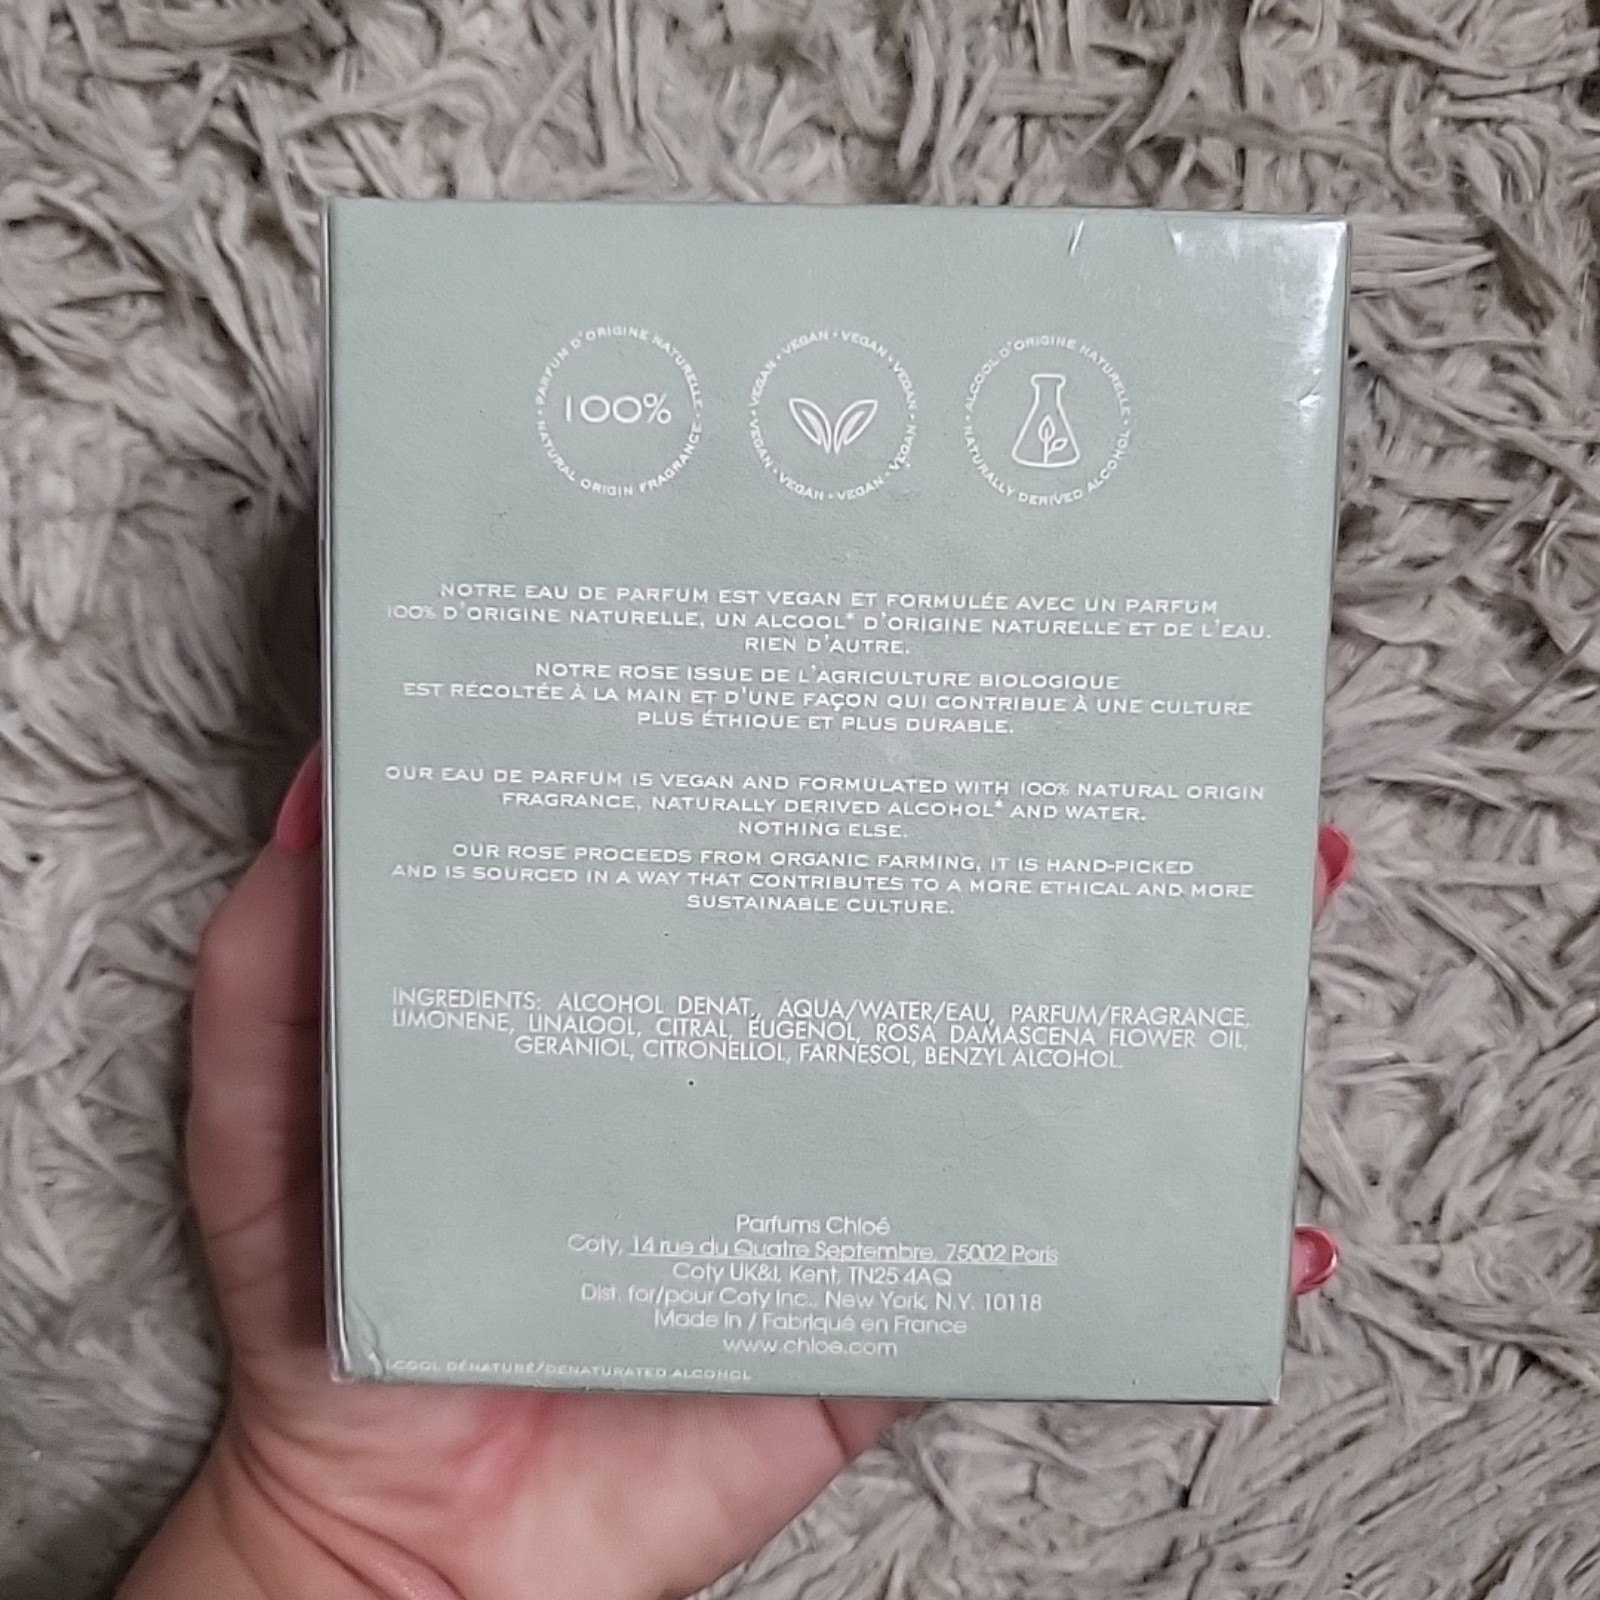 • PARFUM D'ORIGINE NATURELLE •
100%
NATURAL ORIGIN FRAGRANCE
VEGAN • VEGAN • VEGAN • VEGAN • VEGAN • VEGAN • VEGAN • VEGAN •
• ALCOOL D'ORIGINE NATURELLE •
NATURALLY DERIVED ALCOHOL
NOTRE EAU DE PARFUM EST VEGAN ET FORMULÉE AVEC UN PARFUM
100% D'ORIGINE NATURELLE, UN ALCOOL* D'ORIGINE NATURELLE ET DE L'EAU.
RIEN D'AUTRE.
NOTRE ROSE ISSUE DE L'AGRICULTURE BIOLOGIQUE
EST RÉCOLTÉE À LA MAIN ET D'UNE FAÇON QUI CONTRIBUE À UNE CULTURE
PLUS ÉTHIQUE ET PLUS DURABLE.
OUR EAU DE PARFUM IS VEGAN AND FORMULATED WITH 100% NATURAL ORIGIN
FRAGRANCE, NATURALLY DERIVED ALCOHOL* AND WATER.
NOTHING ELSE.
OUR ROSE PROCEEDS FROM ORGANIC FARMING, IT IS HAND-PICKED
AND IS SOURCED IN A WAY THAT CONTRIBUTES TO A MORE ETHICAL AND MORE
SUSTAINABLE CULTURE.
INGREDIENTS: ALCOHOL DENAT., AQUA/WATER/EAU, PARFUM/FRAGRANCE,
LIMONENE, LINALOOL, CITRAL, EUGENOL, ROSA DAMASCENA FLOWER OIL,
GERANIOL, CITRONELLOL, FARNESOL, BENZYL ALCOHOL.
Parfums Chloé
Coty, 14 rue du Quatre Septembre, 75002 Paris
Coty UK&I, Kent, TN25 4AQ
Dist. for/pour Coty Inc., New York, N.Y. 10118
Made in / Fabriqué en France
www.chloe.com
DÉNATURÉ/DENATURATED ALCOHOL